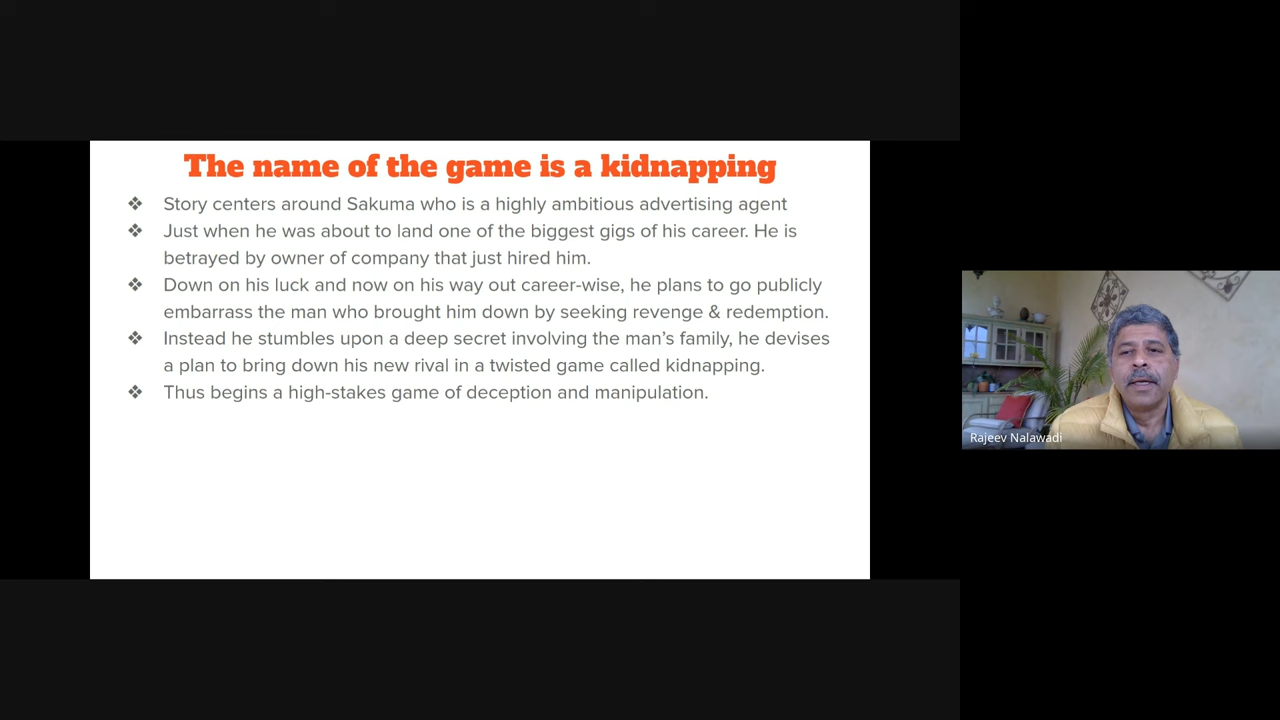 The name of the game is a kidnapping
❖ Story centers around Sakuma who is a highly ambitious advertising agent
❖ Just when he was about to land one of the biggest gigs of his career. He is
betrayed by owner of company that just hired him.
❖ Down on his luck and now on his way out career-wise, he plans to go publicly
embarrass the man who brought him down by seeking revenge & redemption.
❖ Instead he stumbles upon a deep secret involving the man’s family, he devises
a plan to bring down his new rival in a twisted game called kidnapping.
❖ Thus begins a high-stakes game of deception and manipulation.
Rajeev Nalawadi